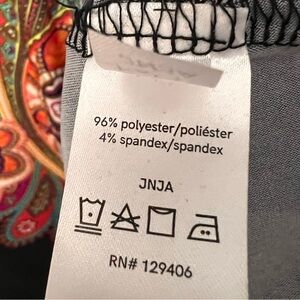 96% polyester/poliéster
4% spandex/spandex
JNJA
RN# 129406